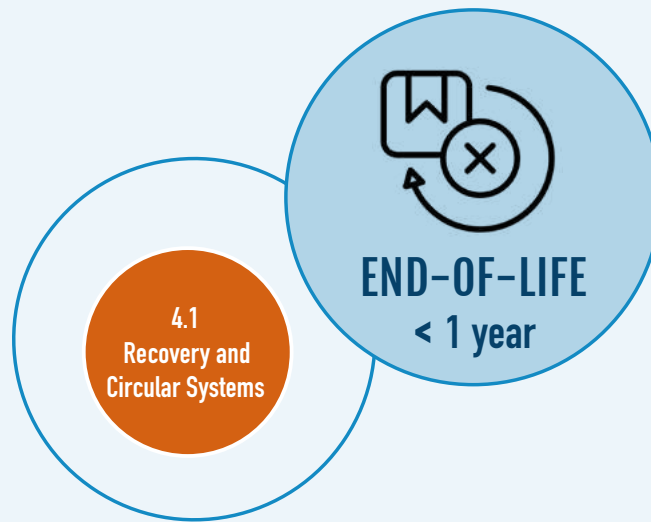 END-OF-LIFE
< 1 year
4.1
Recovery and
Circular Systems